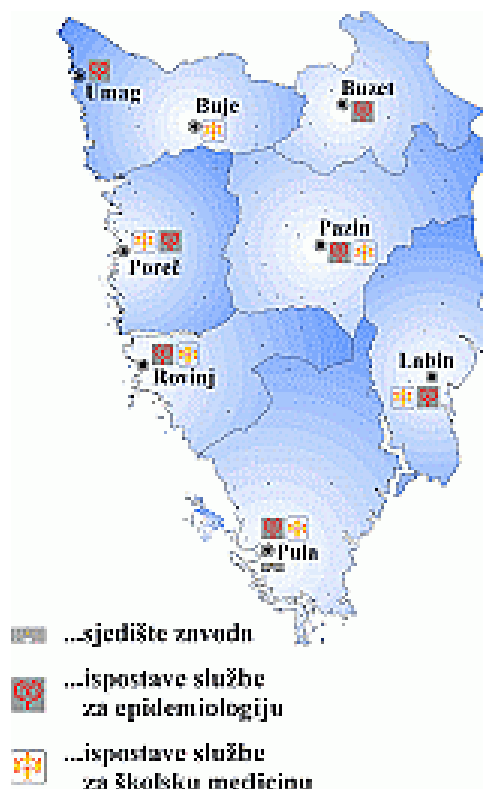 Umag
Buje
Buzet
Pazin
Poreč
Rovinj
Labin
Pula
...sjedište zavoda
...ispostave službe
za epidemiologiju
...ispostave službe
za školsku medicinu